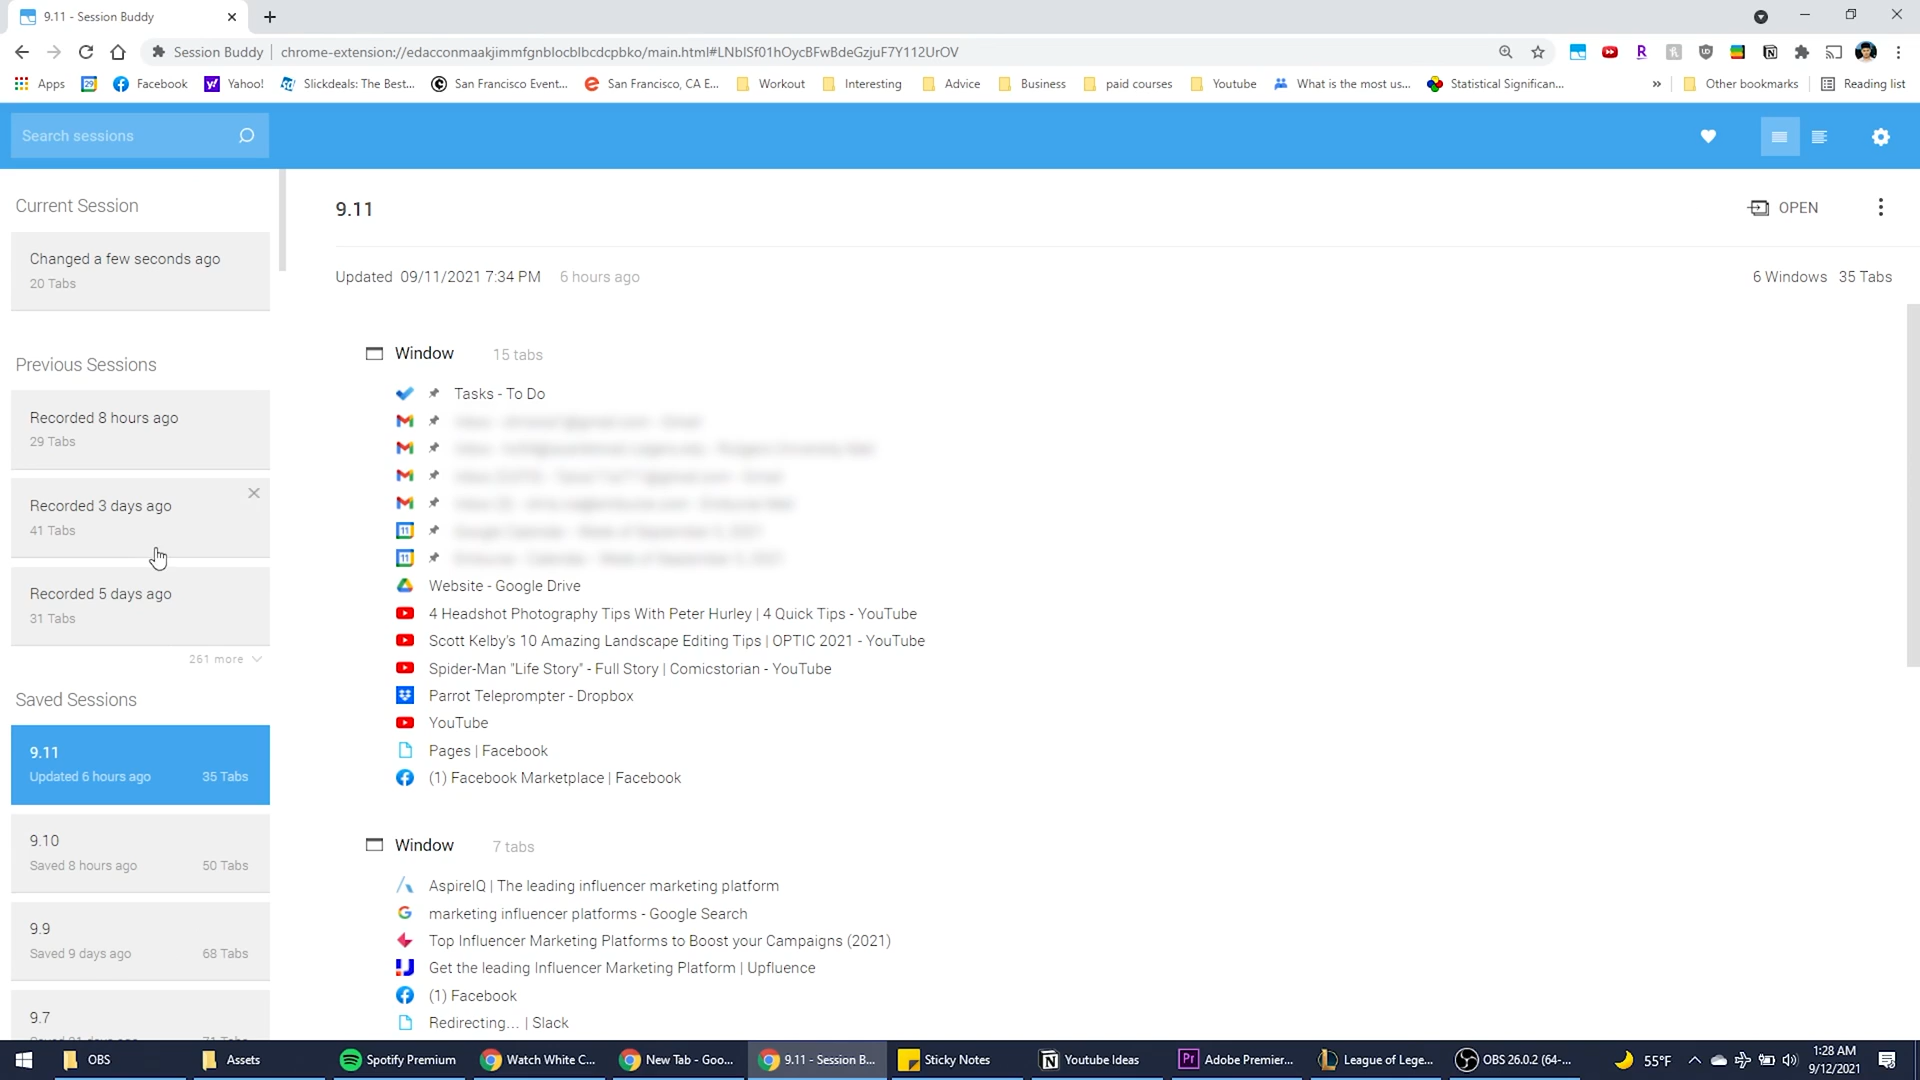 9.11 - Session Buddy
Session Buddy
chrome-extension://edacconmaakjimmfgnblocblbcdcpbko/main.html#LNbISf01hOycBFwBdeGzjuF7Y112UrOV
Apps
Facebook
Yahoo!
Slickdeals: The Best...
San Francisco Event...
San Francisco, CA E...
Workout
Interesting
Advice
Business
paid courses
Youtube
What is the most us...
Statistical Significan...
Other bookmarks
Reading list
Search sessions
Current Session
Changed a few seconds ago
20 Tabs
Previous Sessions
Recorded 8 hours ago
29 Tabs
Recorded 3 days ago
41 Tabs
Recorded 5 days ago
31 Tabs
261 more
Saved Sessions
9.11
Updated 6 hours ago 35 Tabs
9.10
Saved 8 hours ago 50 Tabs
9.9
Saved 9 days ago 68 Tabs
9.7
9.11
OPEN
Updated 09/11/2021 7:34 PM 6 hours ago
6 Windows 35 Tabs
Window 15 tabs
Tasks - To Do
Website - Google Drive
4 Headshot Photography Tips With Peter Hurley | 4 Quick Tips - YouTube
Scott Kelby's 10 Amazing Landscape Editing Tips | OPTIC 2021 - YouTube
Spider-Man "Life Story" - Full Story | Comicstorian - YouTube
Parrot Teleprompter - Dropbox
YouTube
Pages | Facebook
(1) Facebook Marketplace | Facebook
Window 7 tabs
AspireIQ | The leading influencer marketing platform
marketing influencer platforms - Google Search
Top Influencer Marketing Platforms to Boost your Campaigns (2021)
Get the leading Influencer Marketing Platform | Upfluence
(1) Facebook
Redirecting... | Slack
OBS
Assets
Spotify Premium
Watch White C...
New Tab - Goo...
9.11 - Session B...
Sticky Notes
Youtube Ideas
Adobe Premier...
League of Lege...
OBS 26.0.2 (64-...
55°F
1:28 AM
9/12/2021